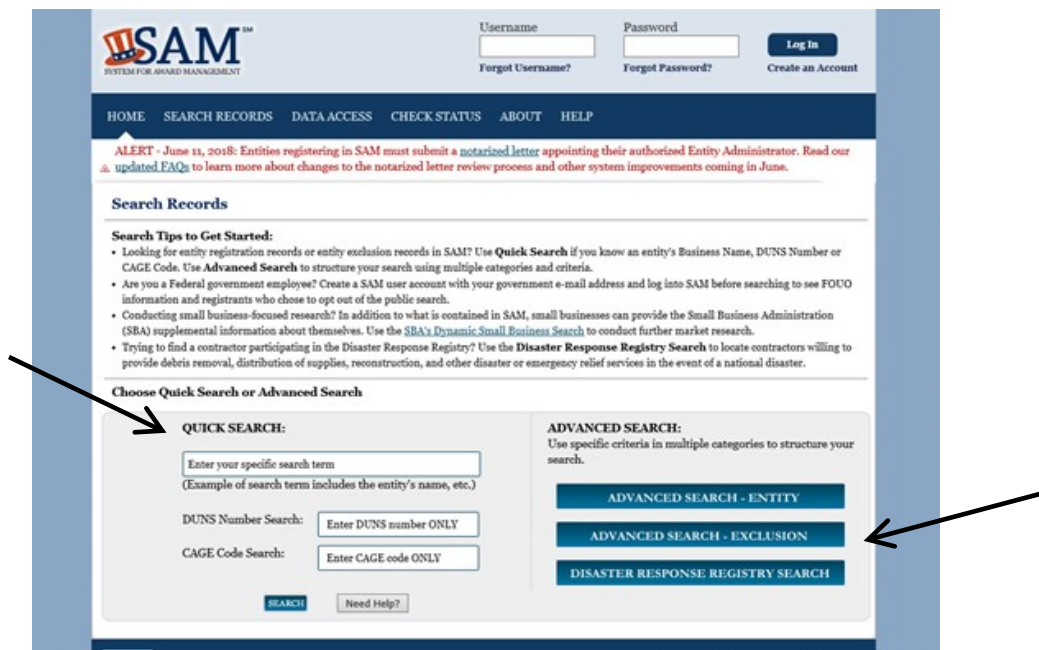 SAM SM
SYSTEM FOR AWARD MANAGEMENT
Username
Password
Log In
Forgot Username?
Forgot Password?
Create an Account
HOME SEARCH RECORDS DATA ACCESS CHECK STATUS ABOUT HELP
ALERT - June 11, 2018: Entities registering in SAM must submit a notarized letter appointing their authorized Entity Administrator. Read our
updated FAQs to learn more about changes to the notarized letter review process and other system improvements coming in June.
Search Records
Search Tips to Get Started:
• Looking for entity registration records or entity exclusion records in SAM? Use Quick Search if you know an entity's Business Name, DUNS Number or
CAGE Code. Use Advanced Search to structure your search using multiple categories and criteria.
• Are you a Federal government employee? Create a SAM user account with your government e-mail address and log into SAM before searching to see FOUO
information and registrants who chose to opt out of the public search.
• Conducting small business-focused research? In addition to what is contained in SAM, small businesses can provide the Small Business Administration
(SBA) supplemental information about themselves. Use the SBA's Dynamic Small Business Search to conduct further market research.
• Trying to find a contractor participating in the Disaster Response Registry? Use the Disaster Response Registry Search to locate contractors willing to
provide debris removal, distribution of supplies, reconstruction, and other disaster or emergency relief services in the event of a national disaster.
Choose Quick Search or Advanced Search
QUICK SEARCH:
Enter your specific search term
(Example of search term includes the entity's name, etc.)
DUNS Number Search:
Enter DUNS number ONLY
CAGE Code Search:
Enter CAGE code ONLY
SEARCH
Need Help?
ADVANCED SEARCH:
Use specific criteria in multiple categories to structure your
search.
ADVANCED SEARCH - ENTITY
ADVANCED SEARCH - EXCLUSION
DISASTER RESPONSE REGISTRY SEARCH